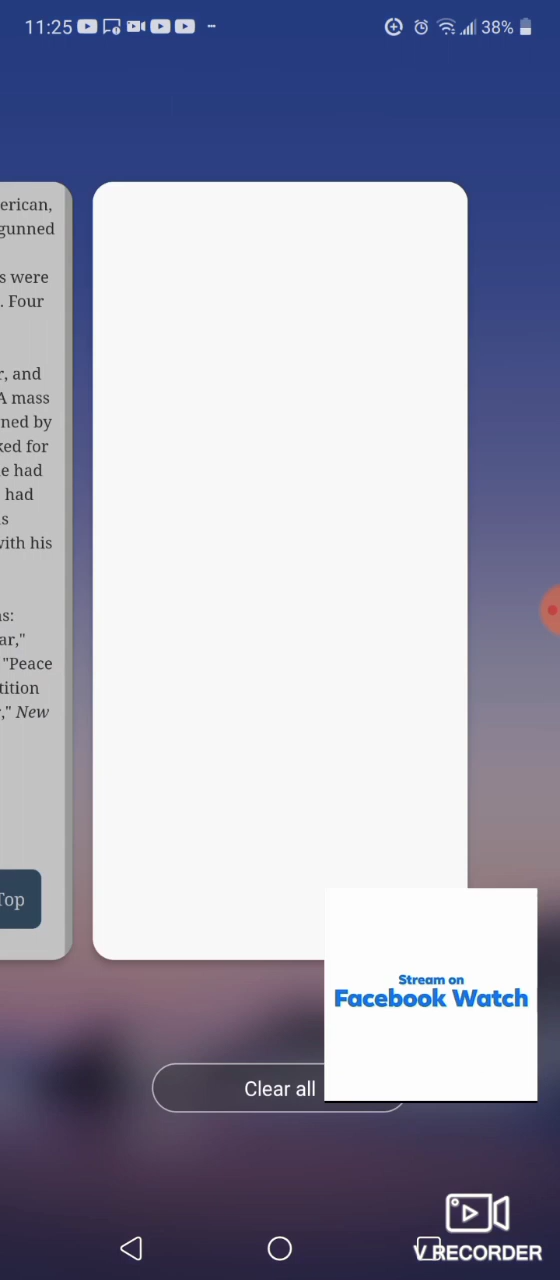 11:25
38%
erican,
gunned
s were
. Four
r, and
A mass
ned by
ked for
e had
had
s
with his
s:
ar,"
"Peace
tition
," New
Top
Stream on
Facebook Watch
Clear all
V RECORDER